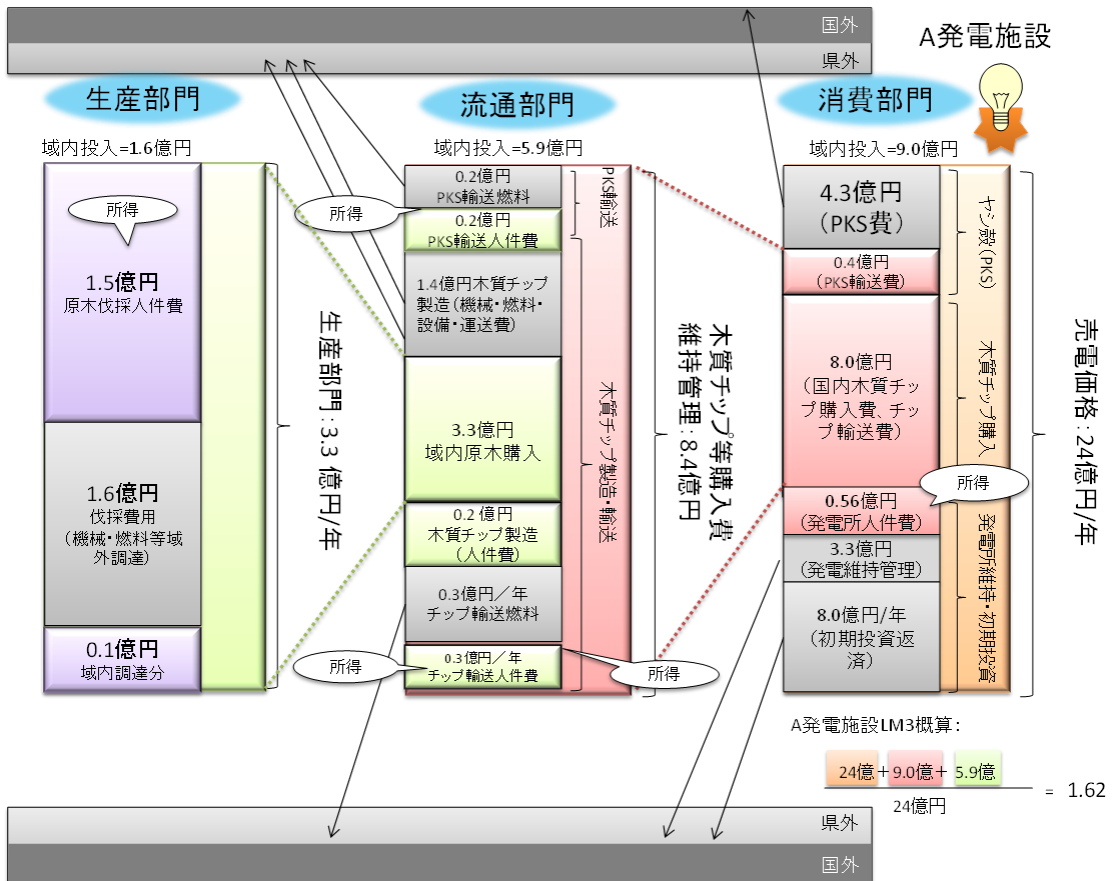 国外
県外
A発電施設
生産部門
流通部門
消費部門
域内投入=1.6億円
域内投入=5.9億円
域内投入=9.0億円
所得
1.5億円
原木伐採人件費
1.6億円
伐採費用
(機械・燃料等域
外調達)
0.1億円
域内調達分
生産部門：3.3 億円/年
0.2億円
PKS輸送燃料
所得
0.2億円
PKS輸送人件費
1.4億円木質チップ
製造(機械・燃料・
設備・運送費)
3.3億円
域内原木購入
0.2 億円
木質チップ製造
(人件費)
0.3億円／年
チップ輸送燃料
所得
0.3億円／年
チップ輸送人件費
所得
PKS輸送
木質チップ製造・輸送
木質チップ等購入費
維持管理：8.4億円
4.3億円
(PKS費)
0.4億円
(PKS輸送費)
8.0億円
(国内木質チッ
プ購入費、チッ
プ輸送費)
所得
0.56億円
(発電所人件費)
3.3億円
(発電維持管理)
8.0億円/年
(初期投資返
済)
ヤシ殻(PKS)
木質チップ購入
発電所維持・初期投資
売電価格：24億円/年
A発電施設LM3概算：
24億+9.0億+ 5.9億
24億円
= 1.62
県外
国外